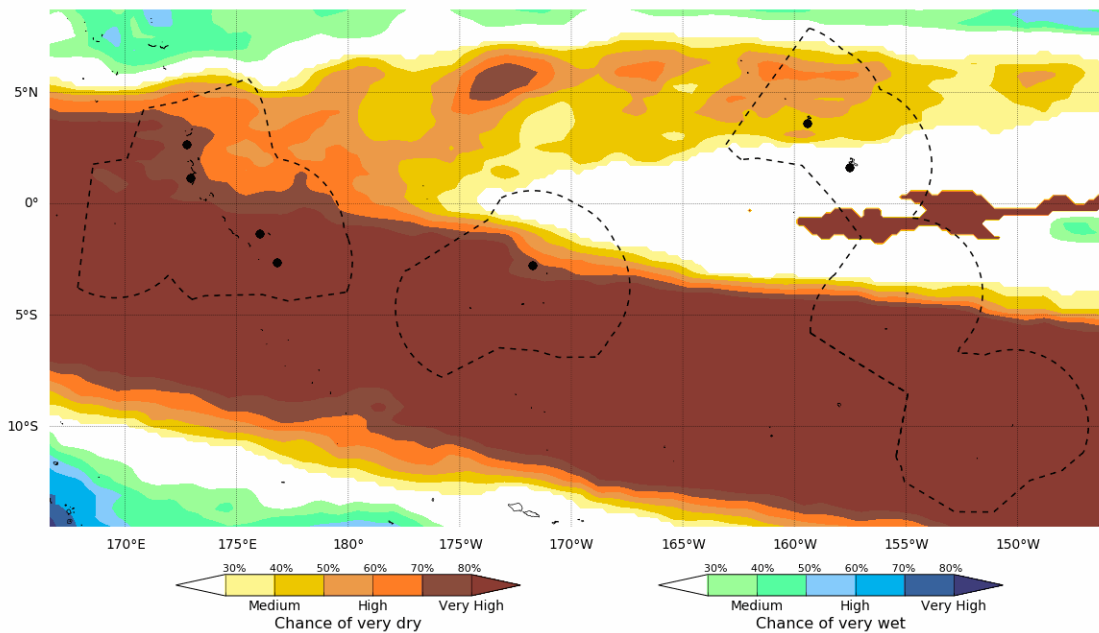 5°N
0°
5°S
10°S
170°E 175°E 180° 175°W 170°W 165°W 160°W 155°W 150°W
30% 40% 50% 60% 70% 80%
Medium High Very High
Chance of very dry
30% 40% 50% 60% 70% 80%
Medium High Very High
Chance of very wet